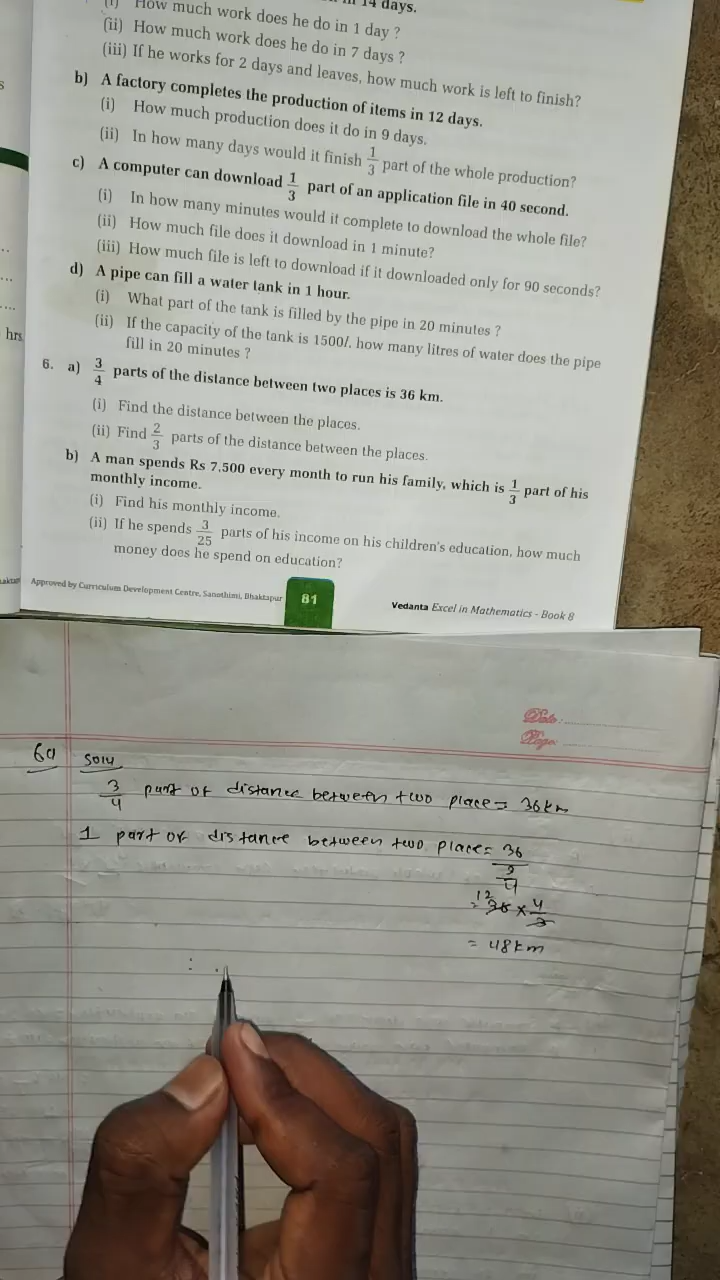 14 days.
(i) How much work does he do in 1 day ?
(ii) How much work does he do in 7 days ?
(iii) If he works for 2 days and leaves, how much work is left to finish?
b) A factory completes the production of items in 12 days.
(i) How much production does it do in 9 days.
(ii) In how many days would it finish 1/3 part of the whole production?
c) A computer can download 1/3 part of an application file in 40 second.
(i) In how many minutes would it complete to download the whole file?
(ii) How much file does it download in 1 minute?
(iii) How much file is left to download if it downloaded only for 90 seconds?
d) A pipe can fill a water tank in 1 hour.
(i) What part of the tank is filled by the pipe in 20 minutes ?
(ii) If the capacity of the tank is 1500l. how many litres of water does the pipe
fill in 20 minutes ?
hrs
6. a) 3/4 parts of the distance between two places is 36 km.
(i) Find the distance between the places.
(ii) Find 2/3 parts of the distance between the places.
b) A man spends Rs 7,500 every month to run his family, which is 1/3 part of his
monthly income.
(i) Find his monthly income.
(ii) If he spends 3/25 parts of his income on his children's education, how much
money does he spend on education?
Approved by Curriculum Development Centre, Sanothimi, Bhaktapur 81 Vedanta Excel in Mathematics - Book 8
Date:
Page:
6a Soln
3/4 part of distance between two place = 36km
1 part of distance between two place = 36
3/4
= 12 36 × 4/3
= 48km